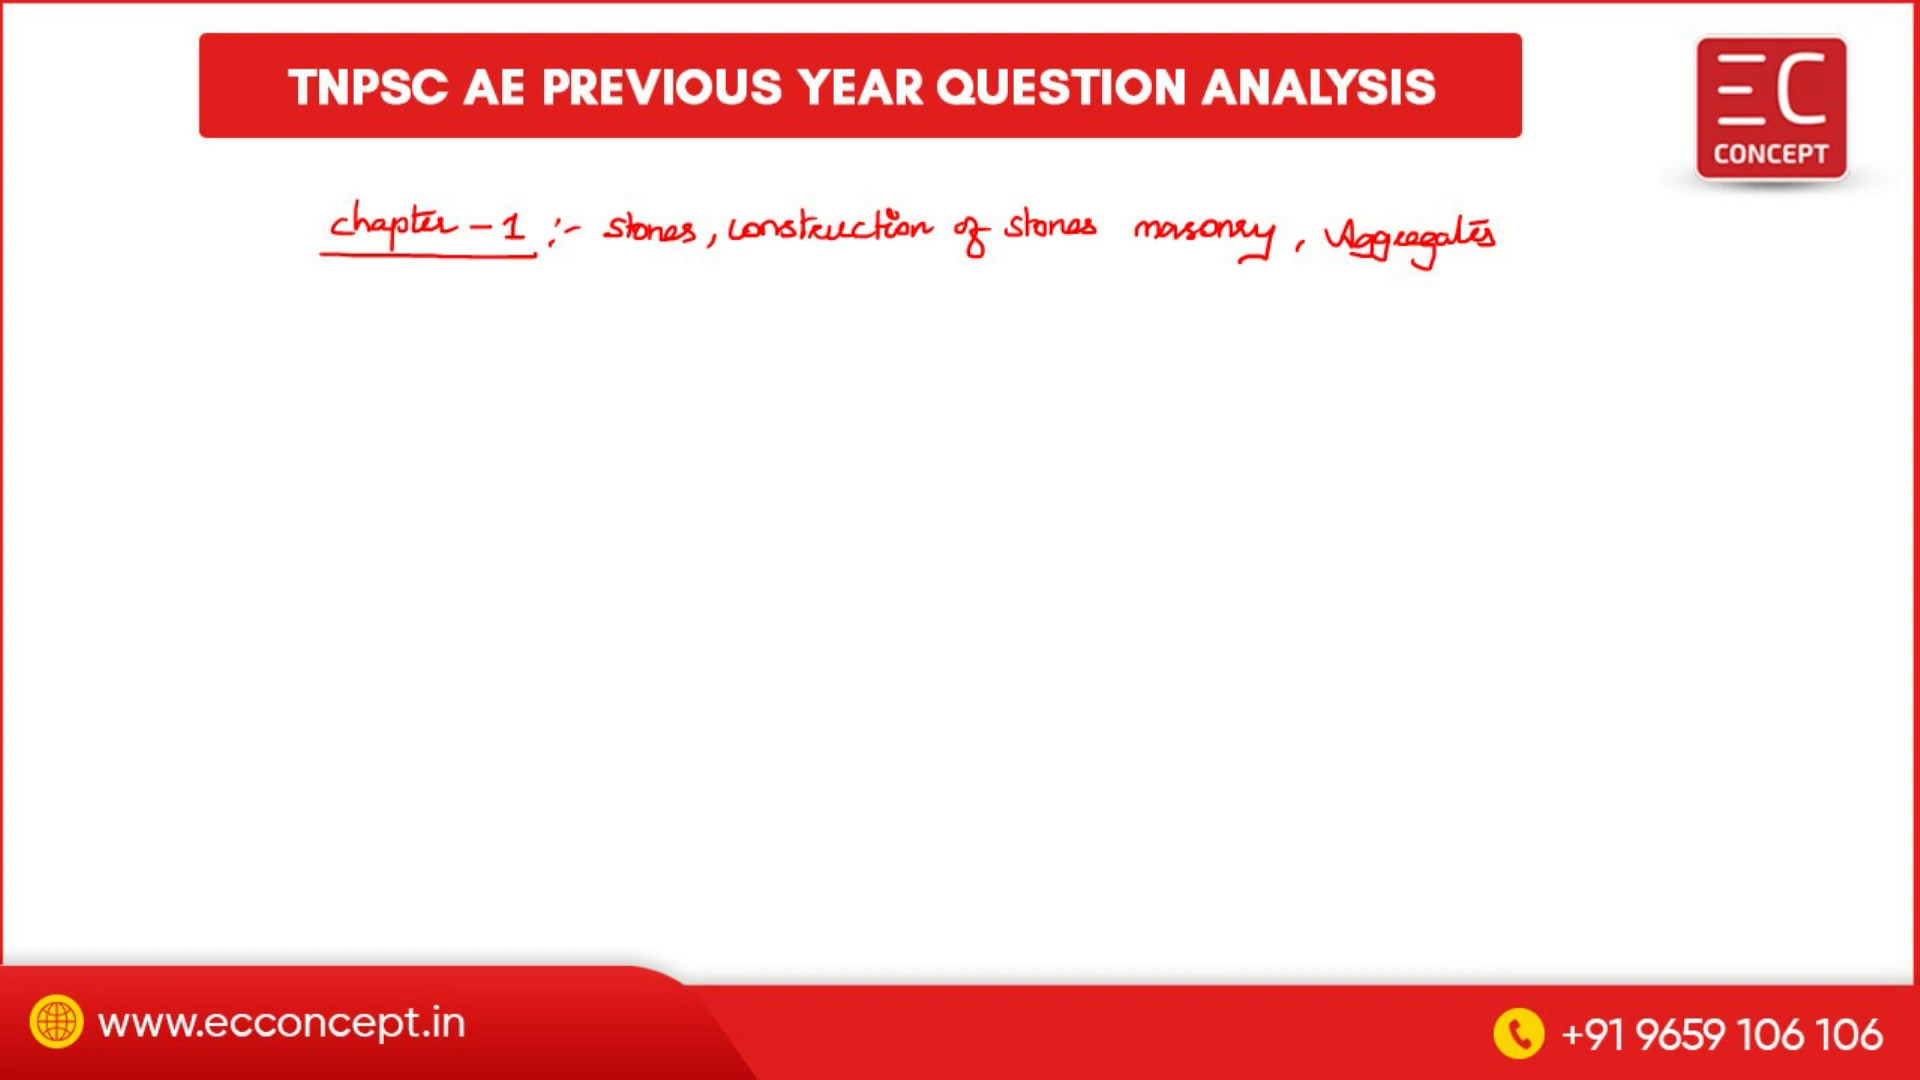 TNPSC AE PREVIOUS YEAR QUESTION ANALYSIS
EC
CONCEPT
chapter - 1 :- stones, construction of stones masonry, Aggregates
www.ecconcept.in
+91 9659 106 106